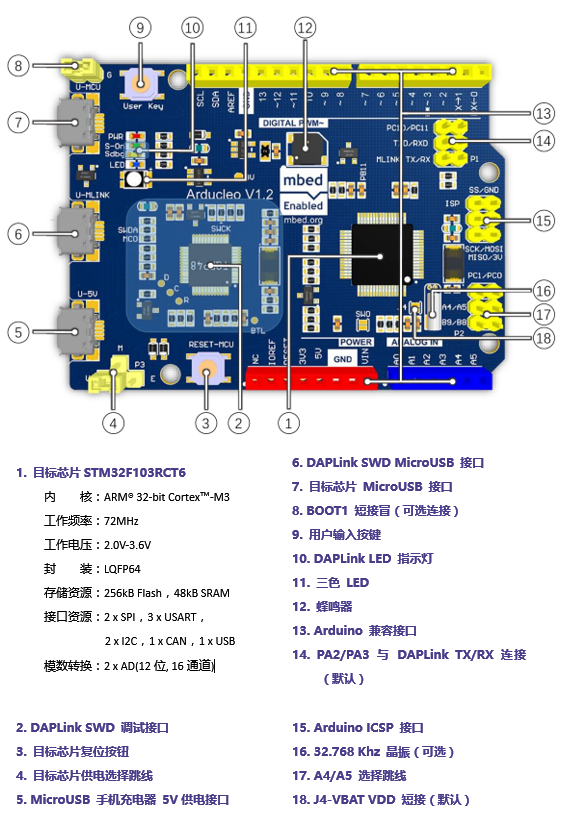 9
10
11
12
8
7
6
5
4
3
2
1
13
14
15
16
17
18
G
U-MCU
User Key
SCL
SDA
AREF
GND
13
~12
~11
~9
~8
~7
~6
~5
~4
~3
~2
X→1
X←0
DIGITAL PWM~
PWR
S-On
Sdbg
LED
PC10/PC11
TXD/RXD
MLINK TX/RX
P1
PB11
mbed
Enabled
mbed.org
Arducleo V1.2
ISP
SS/GND
SCK/MOSI
MISO/3V
U-MLINK
SWDA
MCO
SWCK
D
C
C
R
BTL
PC1/PC0
A4/A5
B9/B8
P2
U-5V
SWO
RESET-MCU
M
P3
E
POWER
ANALOG IN
NC
IOREF
RESET
3V3
5V
GND
VIN
A0
A1
A2
A3
A4
A5
1. 目标芯片 STM32F103RCT6
内 核：ARM® 32-bit Cortex™-M3
工作频率：72MHz
工作电压：2.0V-3.6V
封 装：LQFP64
存储资源：256kB Flash，48kB SRAM
接口资源：2 x SPI，3 x USART，
2 x I2C，1 x CAN，1 x USB
模数转换：2 x AD(12 位, 16 通道)
2. DAPLink SWD 调试接口
3. 目标芯片复位按钮
4. 目标芯片供电选择跳线
5. MicroUSB 手机充电器 5V 供电接口
6. DAPLink SWD MicroUSB 接口
7. 目标芯片 MicroUSB 接口
8. BOOT1 短接冒（可选连接）
9. 用户输入按键
10. DAPLink LED 指示灯
11. 三色 LED
12. 蜂鸣器
13. Arduino 兼容接口
14. PA2/PA3 与 DAPLink TX/RX 连接
（默认）
15. Arduino ICSP 接口
16. 32.768 Khz 晶振（可选）
17. A4/A5 选择跳线
18. J4-VBAT VDD 短接（默认）